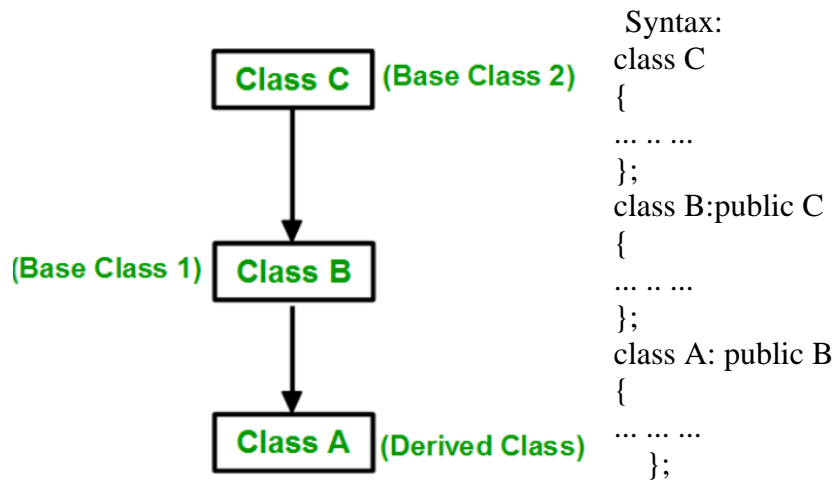 Class C (Base Class 2)
(Base Class 1) Class B
Class A (Derived Class)
Syntax:
class C
{
... .. ...
};
class B:public C
{
... .. ...
};
class A: public B
{
... ... ...
};